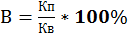 В = Кп / Кв * 100%